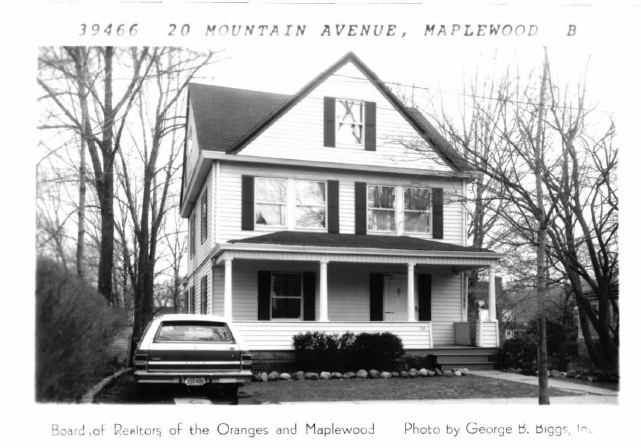 39466 20 MOUNTAIN AVENUE, MAPLEWOOD B
Board of Realtors of the Oranges and Maplewood Photo by George B. Biggs, Inc.